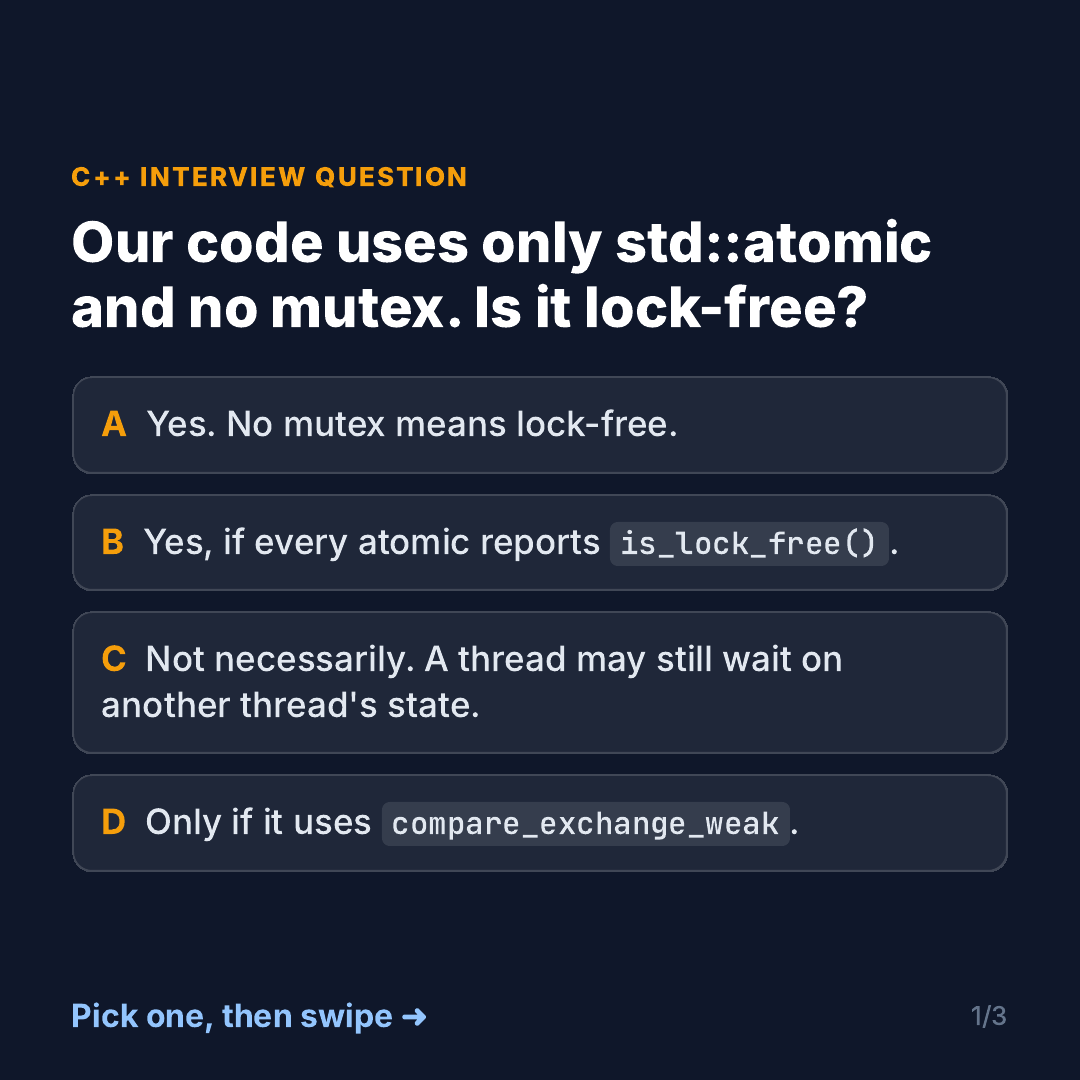 C++ INTERVIEW QUESTION
Our code uses only std::atomic
and no mutex. Is it lock-free?
A Yes. No mutex means lock-free.
B Yes, if every atomic reports is_lock_free().
C Not necessarily. A thread may still wait on
another thread's state.
D Only if it uses compare_exchange_weak.
Pick one, then swipe ➜
1/3